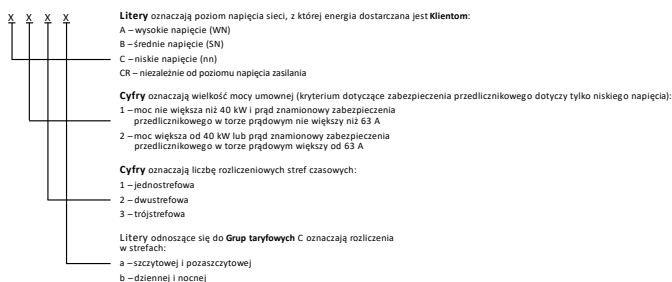 X X X X
Litery oznaczają poziom napięcia sieci, z której energia dostarczana jest Klientom:
A – wysokie napięcie (WN)
B – średnie napięcie (SN)
C – niskie napięcie (nn)
CR – niezależnie od poziomu napięcia zasilania
Cyfry oznaczają wielkość mocy umownej (kryterium dotyczące zabezpieczenia przedlicznikowego dotyczy tylko niskiego napięcia):
1 – moc nie większa niż 40 kW i prąd znamionowy zabezpieczenia
przedlicznikowego w torze prądowym nie większy niż 63 A
2 – moc większa od 40 kW lub prąd znamionowy zabezpieczenia
przedlicznikowego w torze prądowym większy od 63 A
Cyfry oznaczają liczbę rozliczeniowych stref czasowych:
1 – jednostrefowa
2 – dwustrefowa
3 – trójstrefowa
Litery odnoszące się do Grup taryfowych C oznaczają rozliczenia
w strefach:
a – szczytowej i pozaszczytowej
b – dziennej i nocnej